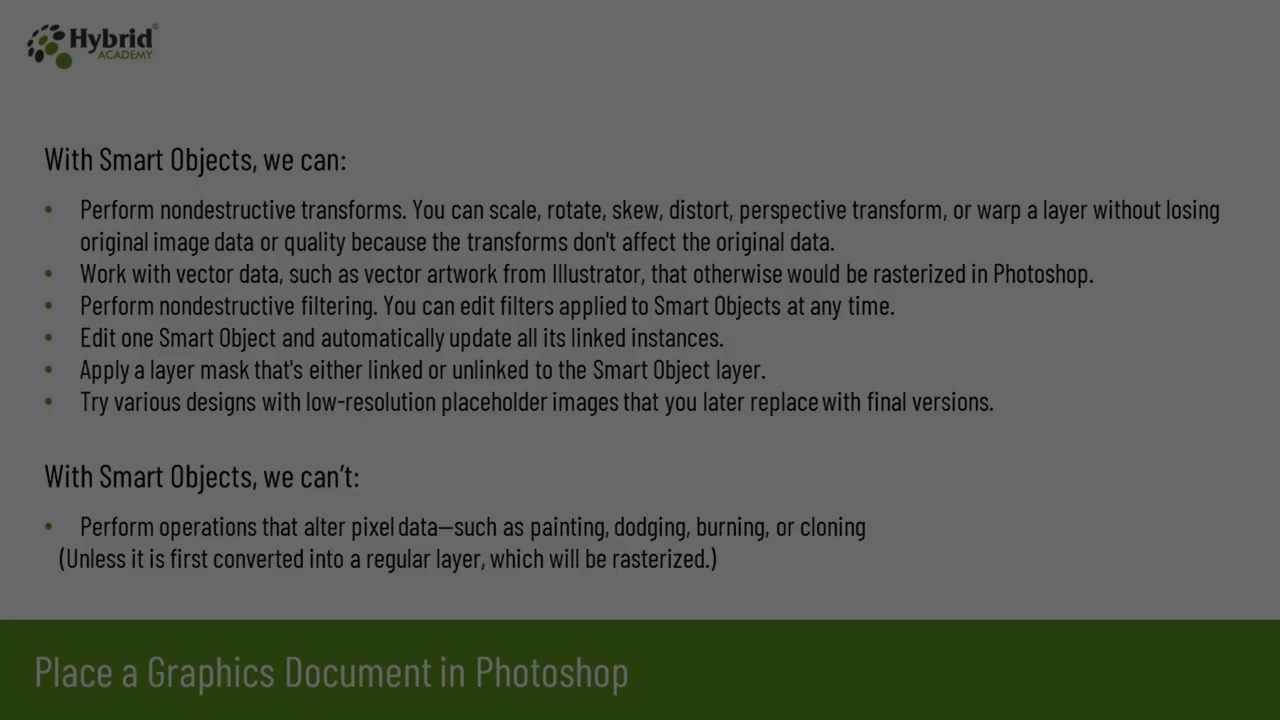 Hybrid®
ACADEMY
With Smart Objects, we can:
• Perform nondestructive transforms. You can scale, rotate, skew, distort, perspective transform, or warp a layer without losing
original image data or quality because the transforms don't affect the original data.
• Work with vector data, such as vector artwork from Illustrator, that otherwise would be rasterized in Photoshop.
• Perform nondestructive filtering. You can edit filters applied to Smart Objects at any time.
• Edit one Smart Object and automatically update all its linked instances.
• Apply a layer mask that's either linked or unlinked to the Smart Object layer.
• Try various designs with low-resolution placeholder images that you later replace with final versions.
With Smart Objects, we can’t:
• Perform operations that alter pixel data—such as painting, dodging, burning, or cloning
(Unless it is first converted into a regular layer, which will be rasterized.)
Place a Graphics Document in Photoshop